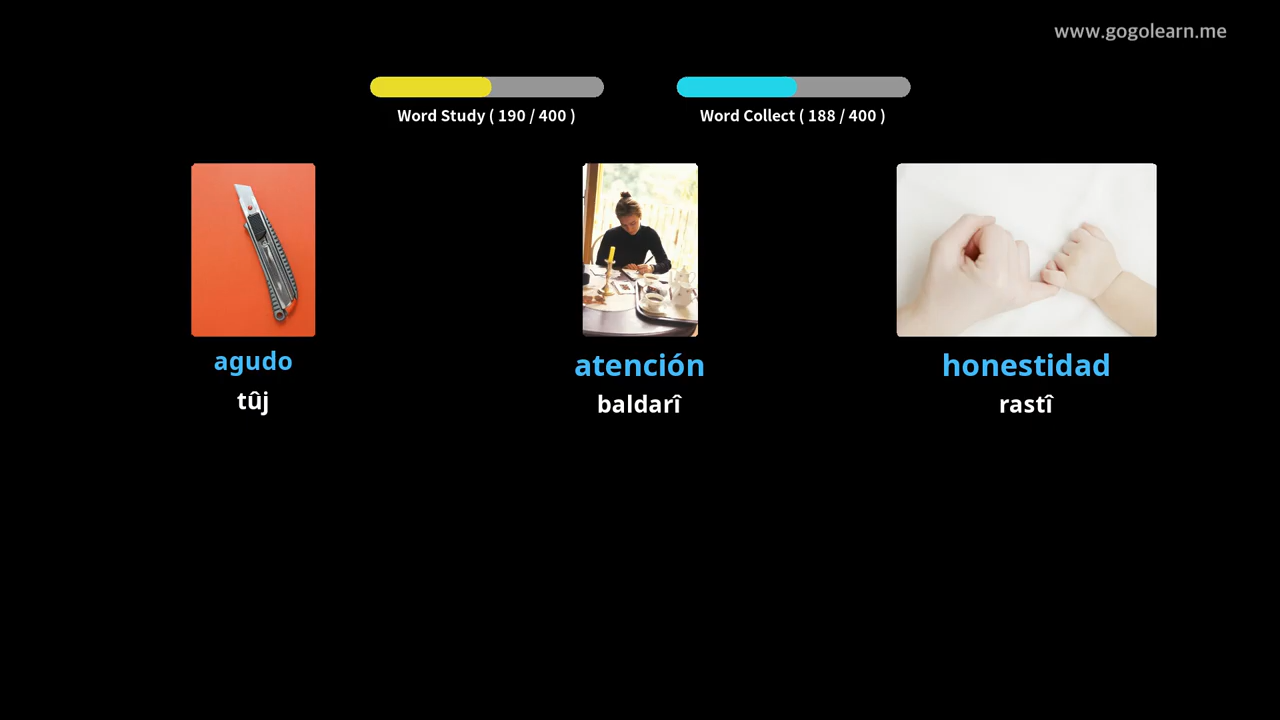 www.gogolearn.me
Word Study ( 190 / 400 )
Word Collect ( 188 / 400 )
agudo
tûj
atención
baldarî
honestidad
rastî